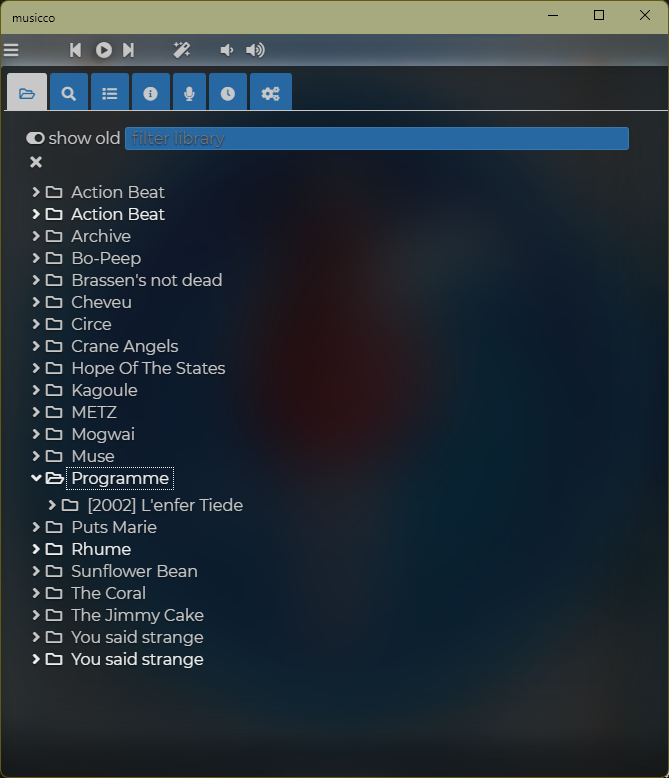 musicco
show old filter library
Action Beat
Action Beat
Archive
Bo-Peep
Brassen's not dead
Cheveu
Circe
Crane Angels
Hope Of The States
Kagoule
METZ
Mogwai
Muse
Programme
[2002] L'enfer Tiede
Puts Marie
Rhume
Sunflower Bean
The Coral
The Jimmy Cake
You said strange
You said strange